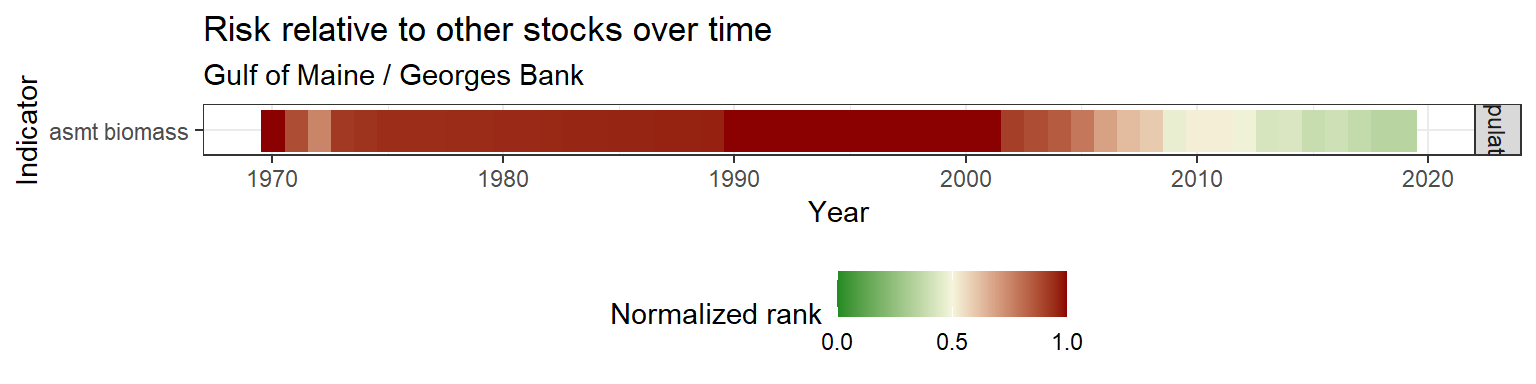 Risk relative to other stocks over time
Gulf of Maine / Georges Bank
Indicator
asmt biomass
pulat
1970 1980 1990 2000 2010 2020
Year
Normalized rank
0.0 0.5 1.0